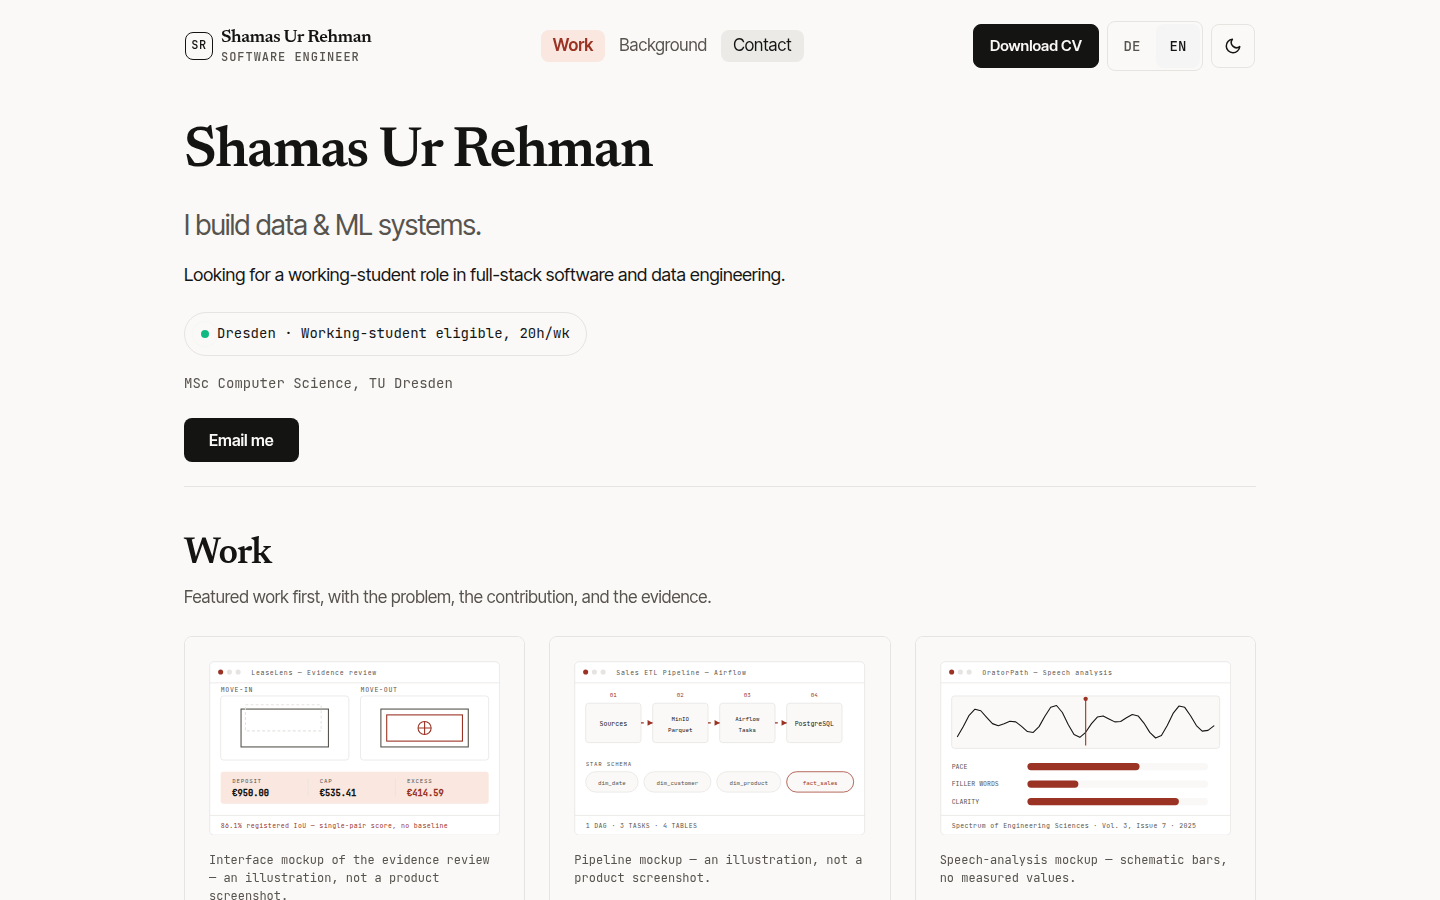 SR
Shamas Ur Rehman
SOFTWARE ENGINEER
Work
Background
Contact
Download CV
DE
EN
Shamas Ur Rehman
I build data & ML systems.
Looking for a working-student role in full-stack software and data engineering.
Dresden · Working-student eligible, 20h/wk
MSc Computer Science, TU Dresden
Email me
Work
Featured work first, with the problem, the contribution, and the evidence.
LeaseLens — Evidence review
MOVE-IN
MOVE-OUT
DEPOSIT
CAP
EXCESS
€950.00
€535.41
€414.59
86.1% registered IoU — single-pair score, no baseline
Interface mockup of the evidence review
— an illustration, not a product
screenshot.
Sales ETL Pipeline — Airflow
01
02
03
04
Sources
MinIO
Parquet
Airflow
Tasks
PostgreSQL
STAR SCHEMA
dim_date
dim_customer
dim_product
fact_sales
1 DAG · 3 TASKS · 4 TABLES
Pipeline mockup — an illustration, not a
product screenshot.
OratorPath — Speech analysis
PACE
FILLER WORDS
CLARITY
Spectrum of Engineering Sciences · Vol. 3, Issue 7 · 2025
Speech-analysis mockup — schematic bars,
no measured values.